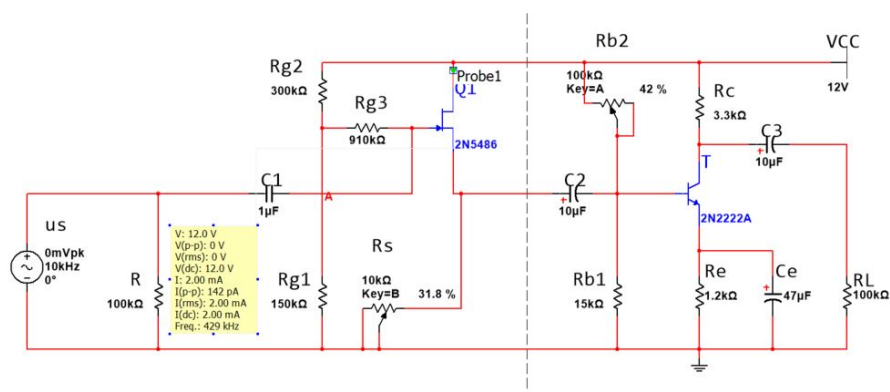 Rb2
VCC
Rg2
300kΩ
Probe1
Q1
100kΩ
Key=A
42 %
Rc
3.3kΩ
12V
Rg3
910kΩ
2N5486
C3
10µF
T
C1
1µF
A
C2
10µF
2N2222A
us
0mVpk
10kHz
0°
V: 12.0 V
V(p-p): 0 V
V(rms): 0 V
V(dc): 12.0 V
I: 2.00 mA
I(p-p): 142 pA
I(rms): 2.00 mA
I(dc): 2.00 mA
Freq.: 429 kHz
R
100kΩ
Rg1
150kΩ
Rs
10kΩ
Key=B
31.8 %
Rb1
15kΩ
Re
1.2kΩ
Ce
47µF
RL
100kΩ